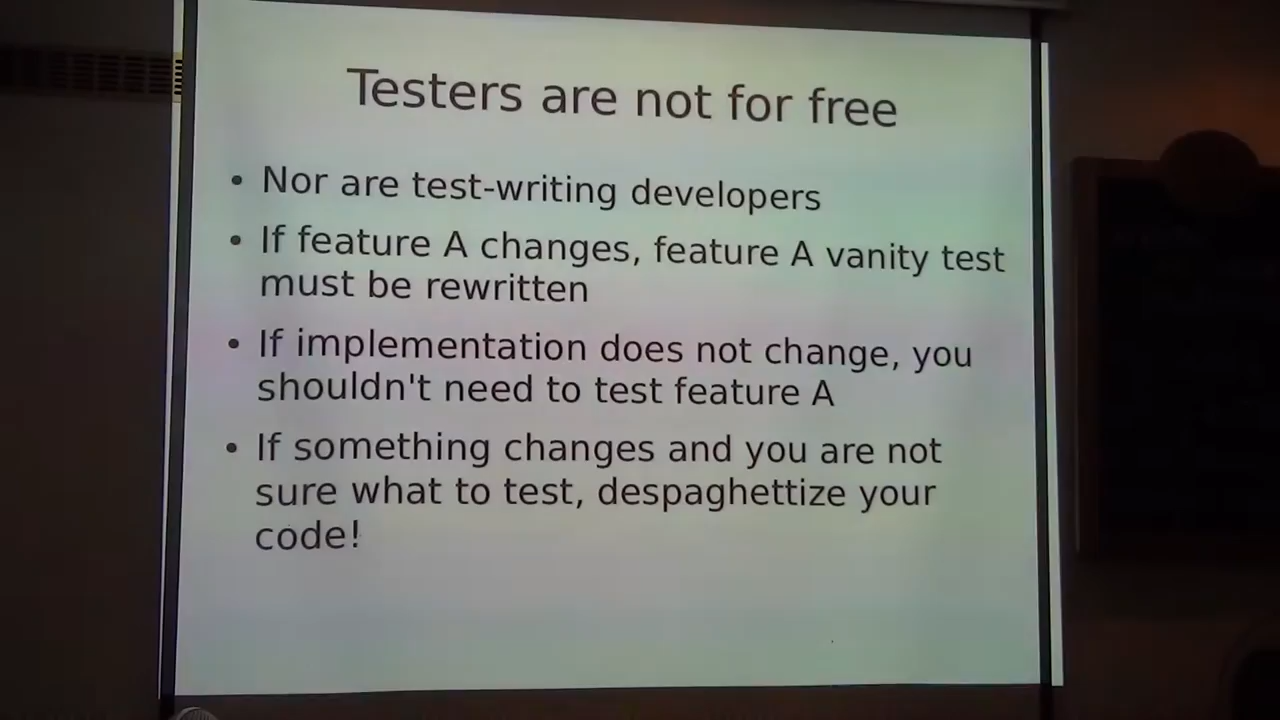 Testers are not for free
• Nor are test-writing developers
• If feature A changes, feature A vanity test
must be rewritten
• If implementation does not change, you
shouldn't need to test feature A
• If something changes and you are not
sure what to test, despaghettize your
code!